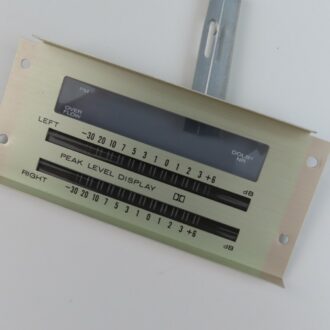 PM
OVER
FLOW
DOLBY
NR
LEFT
-30 20 10 7 5 3 1 0 1 2 3 +6
dB
PEAK LEVEL DISPLAY
RIGHT
-30 20 10 7 5 3 1 0 1 2 3 +6
dB